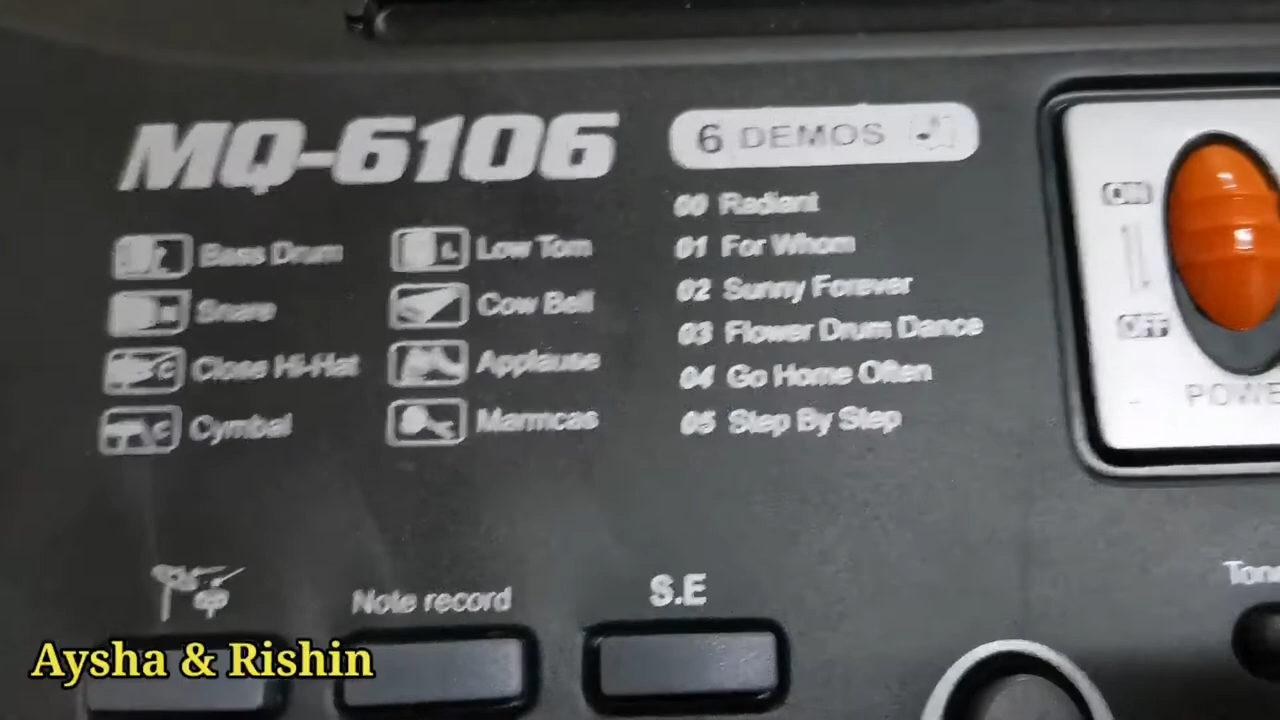 MQ-6106
6 DEMOS
Bass Drum
Snare
Close Hi-Hat
Cymbal
Low Tom
Cow Bell
Applause
Marmcas
00 Radiant
01 For Whom
02 Sunny Forever
03 Flower Drum Dance
04 Go Home Often
05 Step By Step
ON
OFF
POWE
Note record
S.E
Tone
Aysha & Rishin